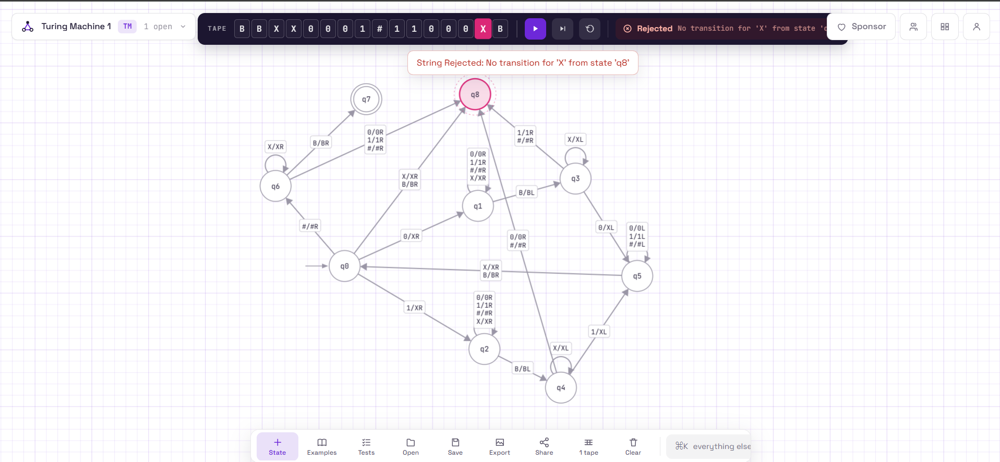 Turing Machine 1 TM 1 open
TAPE B B X X 0 0 0 1 # 1 1 0 0 0 X B
Rejected No transition for 'X' from state 'q
Sponsor
String Rejected: No transition for 'X' from state 'q8'
q7
q8
0/0R
1/1R
#/#R
B/BR
X/XR
1/1R
#/#R
X/XL
0/0R
1/1R
#/#R
X/XR
X/XR
B/BR
q6
q3
B/BL
q1
#/#R
0/XR
0/0R
#/#R
0/XL
0/0L
1/1L
#/#L
q0
X/XR
B/BR
q5
1/XR
0/0R
1/1R
#/#R
X/XR
1/XL
q2
X/XL
B/BL
q4
State
Examples
Tests
Open
Save
Export
Share
1 tape
Clear
⌘K everything else